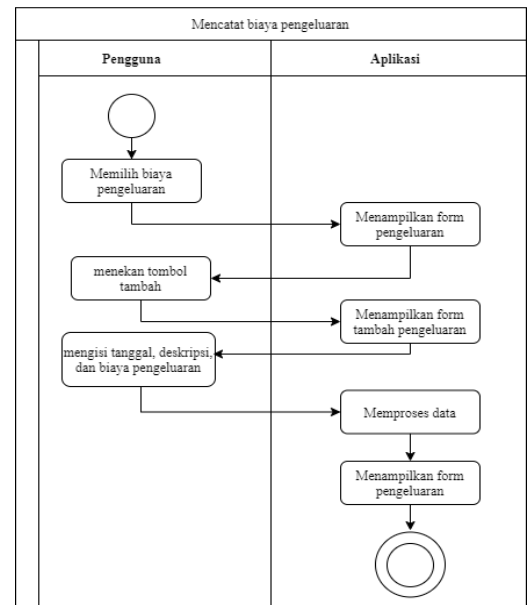 Mencatat biaya pengeluaran
Pengguna
Aplikasi
Memilih biaya
pengeluaran
Menampilkan form
pengeluaran
menekan tombol
tambah
Menampilkan form
tambah pengeluaran
mengisi tanggal, deskripsi,
dan biaya pengeluaran
Memproses data
Menampilkan form
pengeluaran